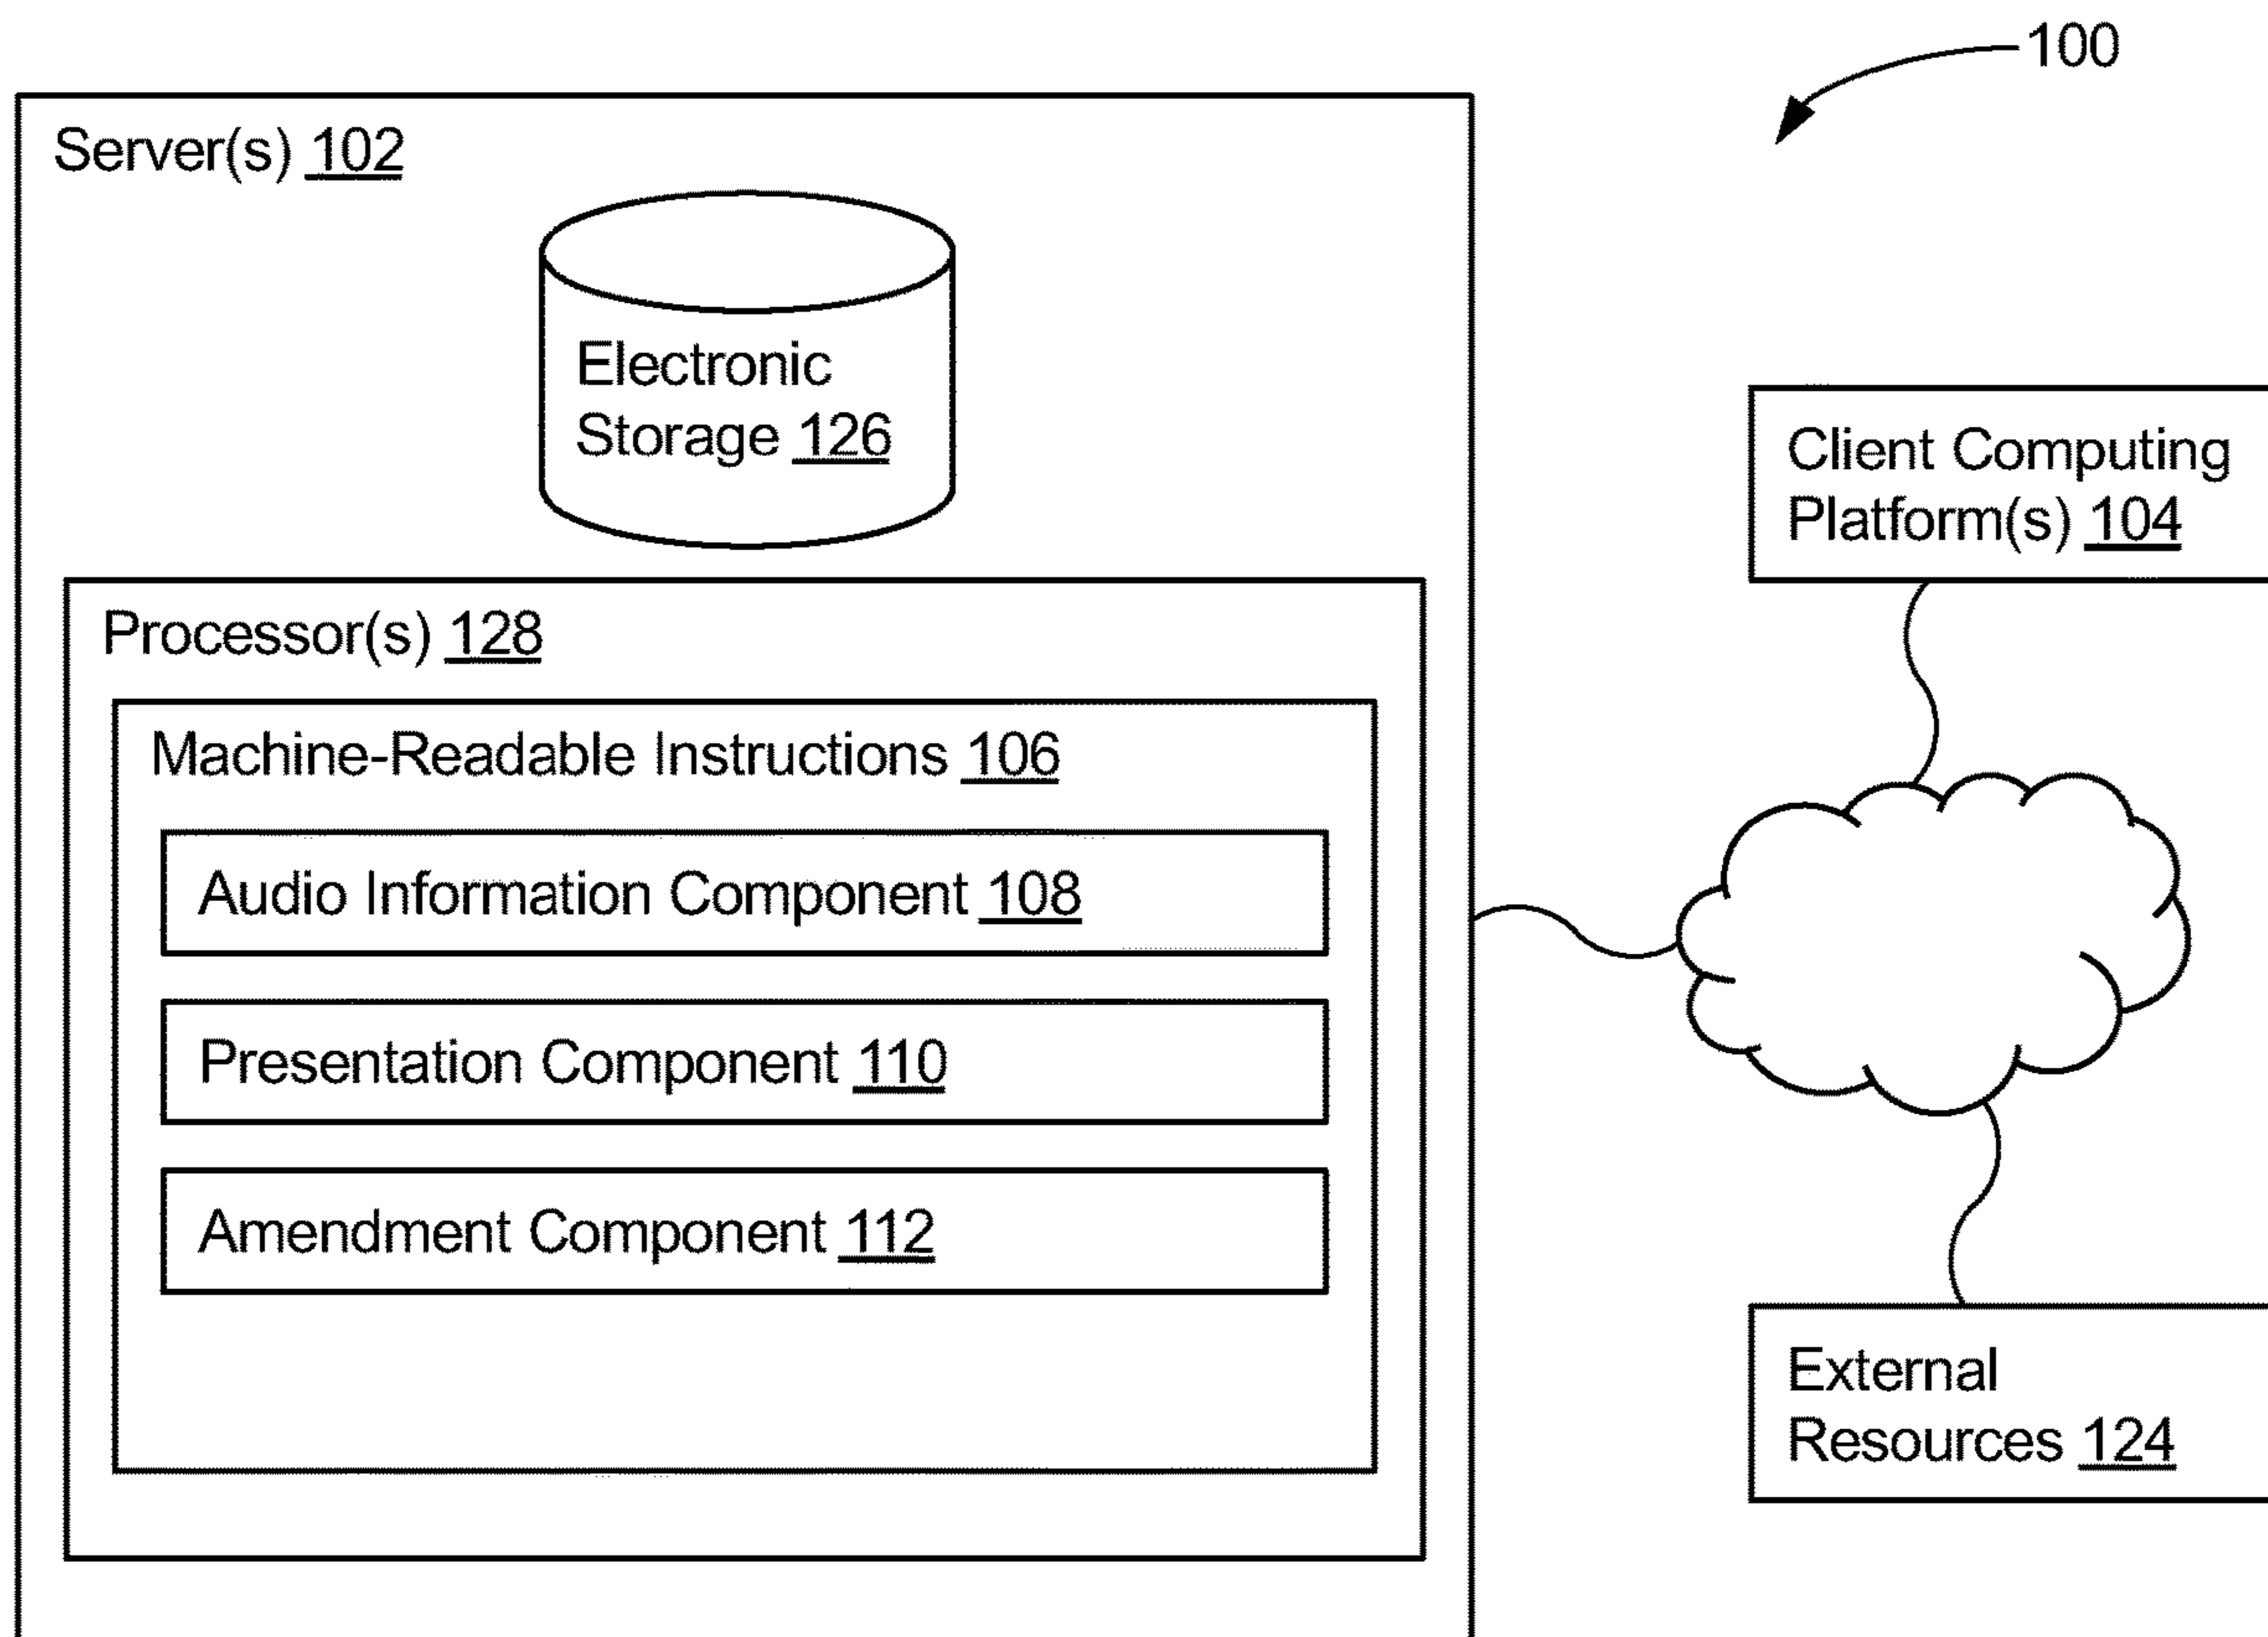 100
Server(s) 102
Electronic
Storage 126
Client Computing
Platform(s) 104
Processor(s) 128
Machine-Readable Instructions 106
Audio Information Component 108
Presentation Component 110
Amendment Component 112
External
Resources 124